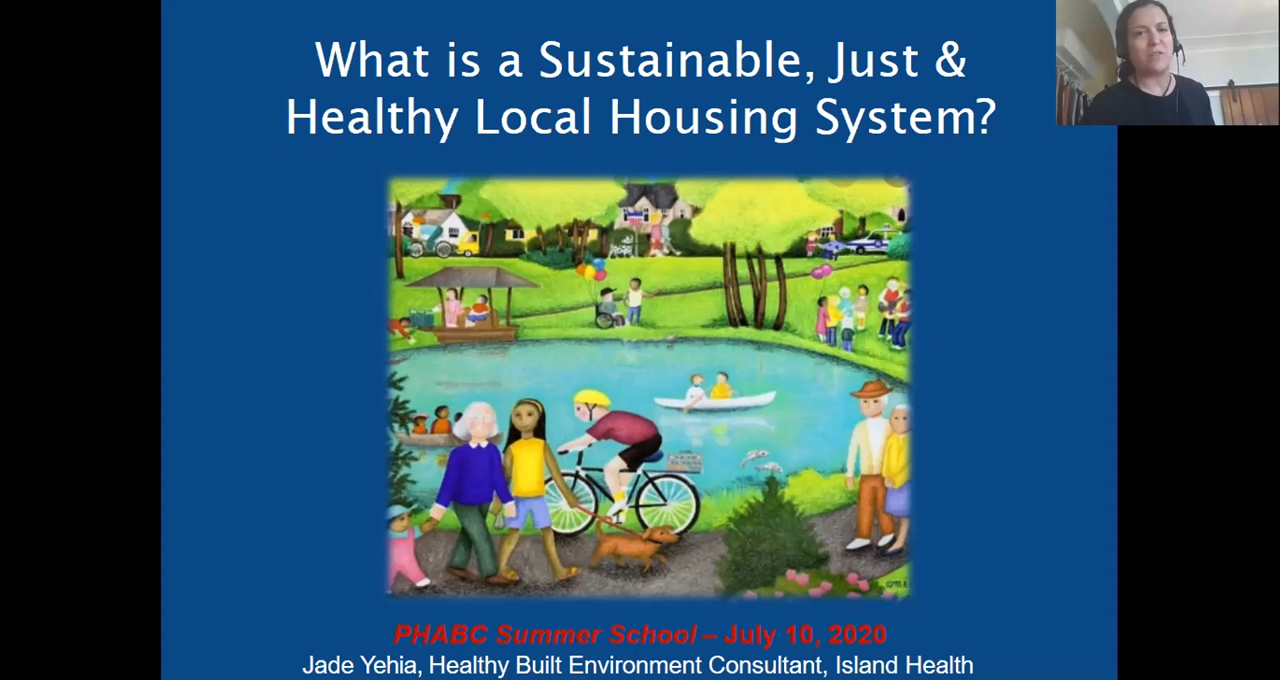 What is a Sustainable, Just &
Healthy Local Housing System?
PHABC Summer School – July 10, 2020
Jade Yehia, Healthy Built Environment Consultant, Island Health